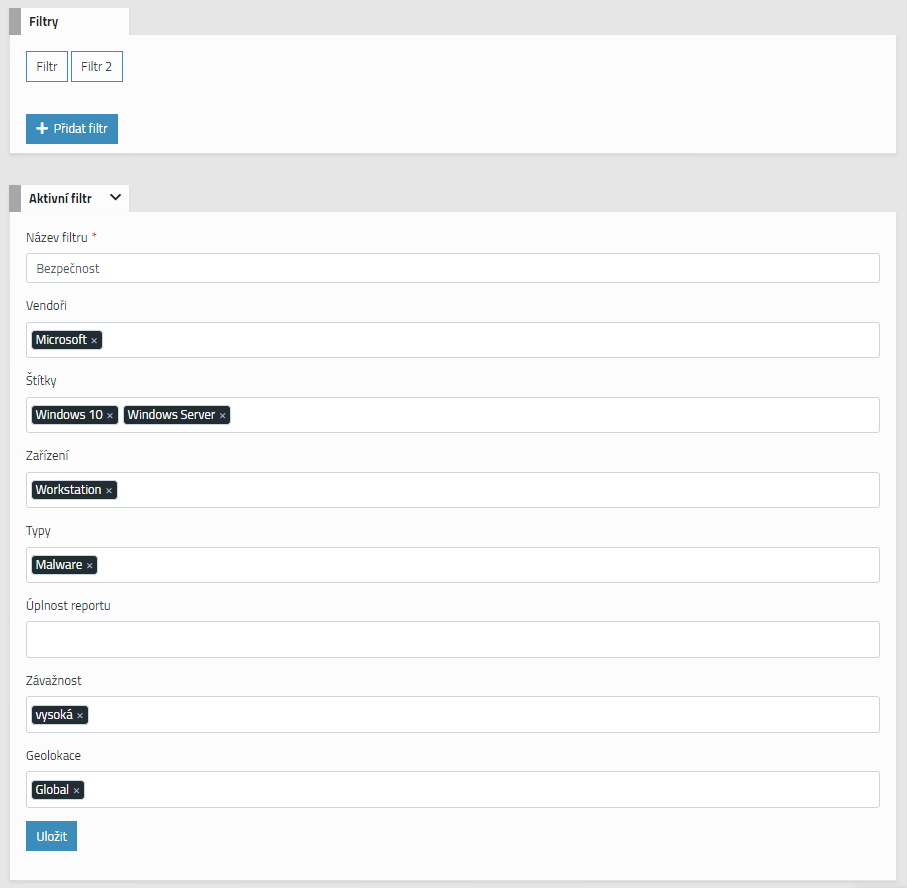 Filtry
Filtr Filtr 2
+ Přidat filtr
Aktivní filtr
Název filtru *
Bezpečnost
Vendoři
Microsoft ×
Štítky
Windows 10 × Windows Server ×
Zařízení
Workstation ×
Typy
Malware ×
Úplnost reportu
Závažnost
vysoká ×
Geolokace
Global ×
Uložit